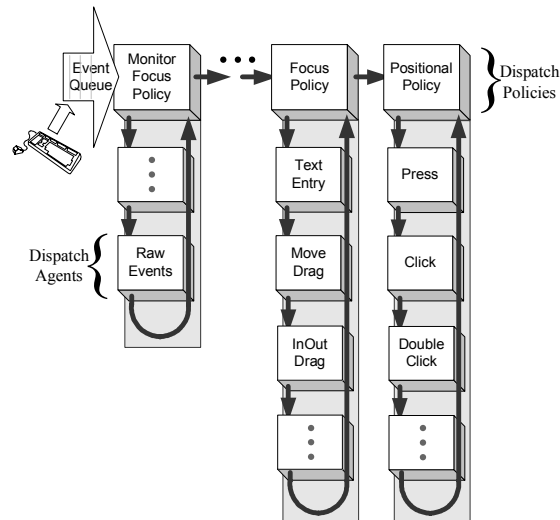 Event
Queue
Monitor
Focus
Policy
• • •
Focus
Policy
Positional
Policy
Dispatch
Policies
Text
Entry
Press
Dispatch
Agents
Raw
Events
Move
Drag
Click
InOut
Drag
Double
Click